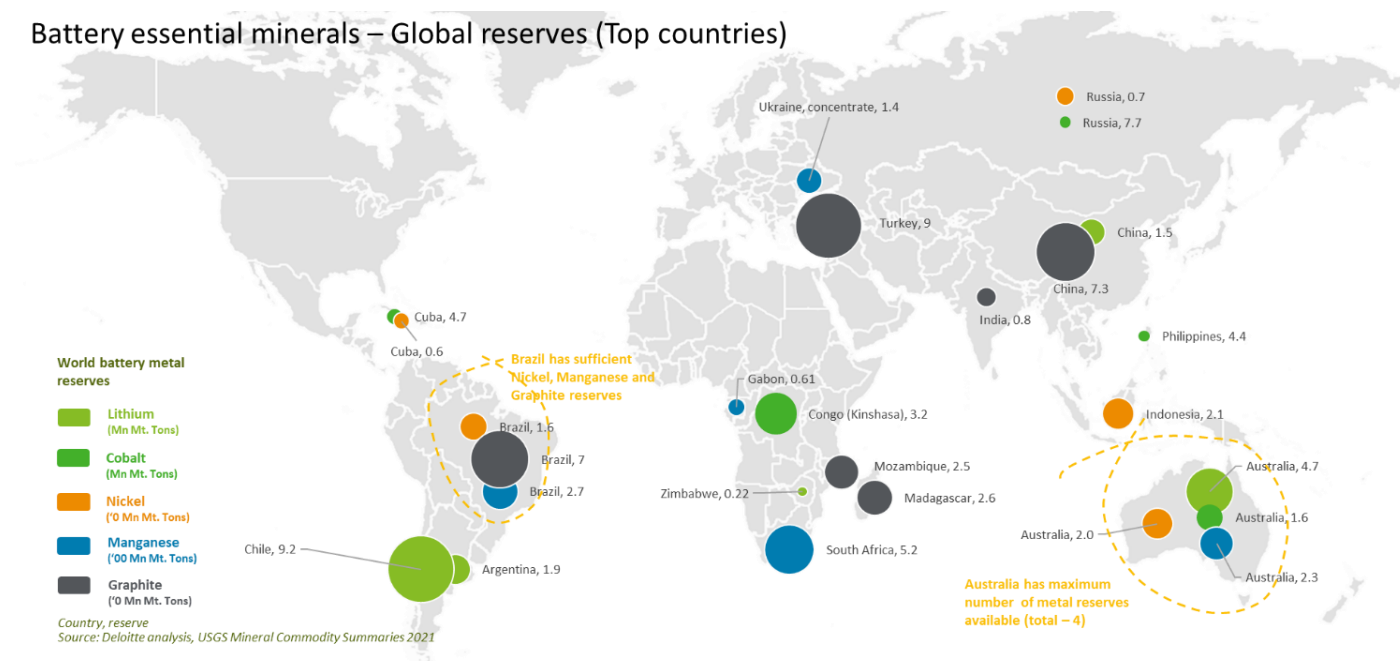 Battery essential minerals – Global reserves (Top countries)
Ukraine, concentrate, 1.4
Russia, 0.7
Russia, 7.7
Turkey, 9
China, 1.5
China, 7.3
India, 0.8
Cuba, 4.7
Cuba, 0.6
Philippines, 4.4
Brazil has sufficient
Nickel, Manganese and
Graphite reserves
Gabon, 0.61
Congo (Kinshasa), 3.2
Indonesia, 2.1
Brazil, 1.6
Brazil, 7
Brazil, 2.7
Mozambique, 2.5
Madagascar, 2.6
Zimbabwe, 0.22
South Africa, 5.2
Australia, 4.7
Australia, 1.6
Australia, 2.0
Australia, 2.3
Chile, 9.2
Argentina, 1.9
Australia has maximum
number of metal reserves
available (total – 4)
World battery metal
reserves
Lithium
(Mn Mt. Tons)
Cobalt
(Mn Mt. Tons)
Nickel
(‘0 Mn Mt. Tons)
Manganese
(‘00 Mn Mt. Tons)
Graphite
(‘0 Mn Mt. Tons)
Country, reserve
Source: Deloitte analysis, USGS Mineral Commodity Summaries 2021